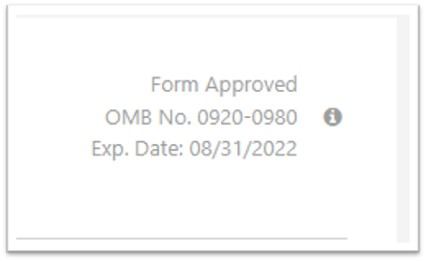 Form Approved
OMB No. 0920-0980
Exp. Date: 08/31/2022